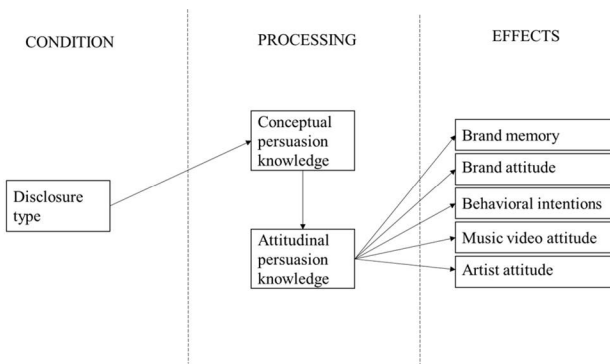 CONDITION
PROCESSING
EFFECTS
Disclosure
type
Conceptual
persuasion
knowledge
Attitudinal
persuasion
knowledge
Brand memory
Brand attitude
Behavioral intentions
Music video attitude
Artist attitude